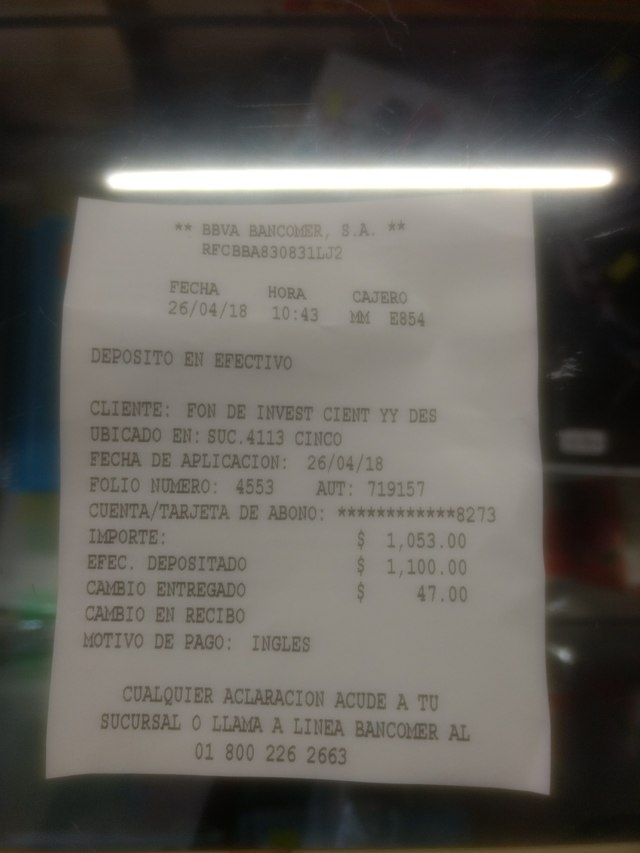 ** BBVA BANCOMER, S.A. **
RFCBBA830831LJ2
FECHA HORA CAJERO
26/04/18 10:43 MM E854
DEPOSITO EN EFECTIVO
CLIENTE: FON DE INVEST CIENT YY DES
UBICADO EN: SUC.4113 CINCO
FECHA DE APLICACION: 26/04/18
FOLIO NUMERO: 4553 AUT: 719157
CUENTA/TARJETA DE ABONO: ************8273
IMPORTE: $ 1,053.00
EFEC. DEPOSITADO $ 1,100.00
CAMBIO ENTREGADO $ 47.00
CAMBIO EN RECIBO
MOTIVO DE PAGO: INGLES
CUALQUIER ACLARACION ACUDE A TU
SUCURSAL O LLAMA A LINEA BANCOMER AL
01 800 226 2663